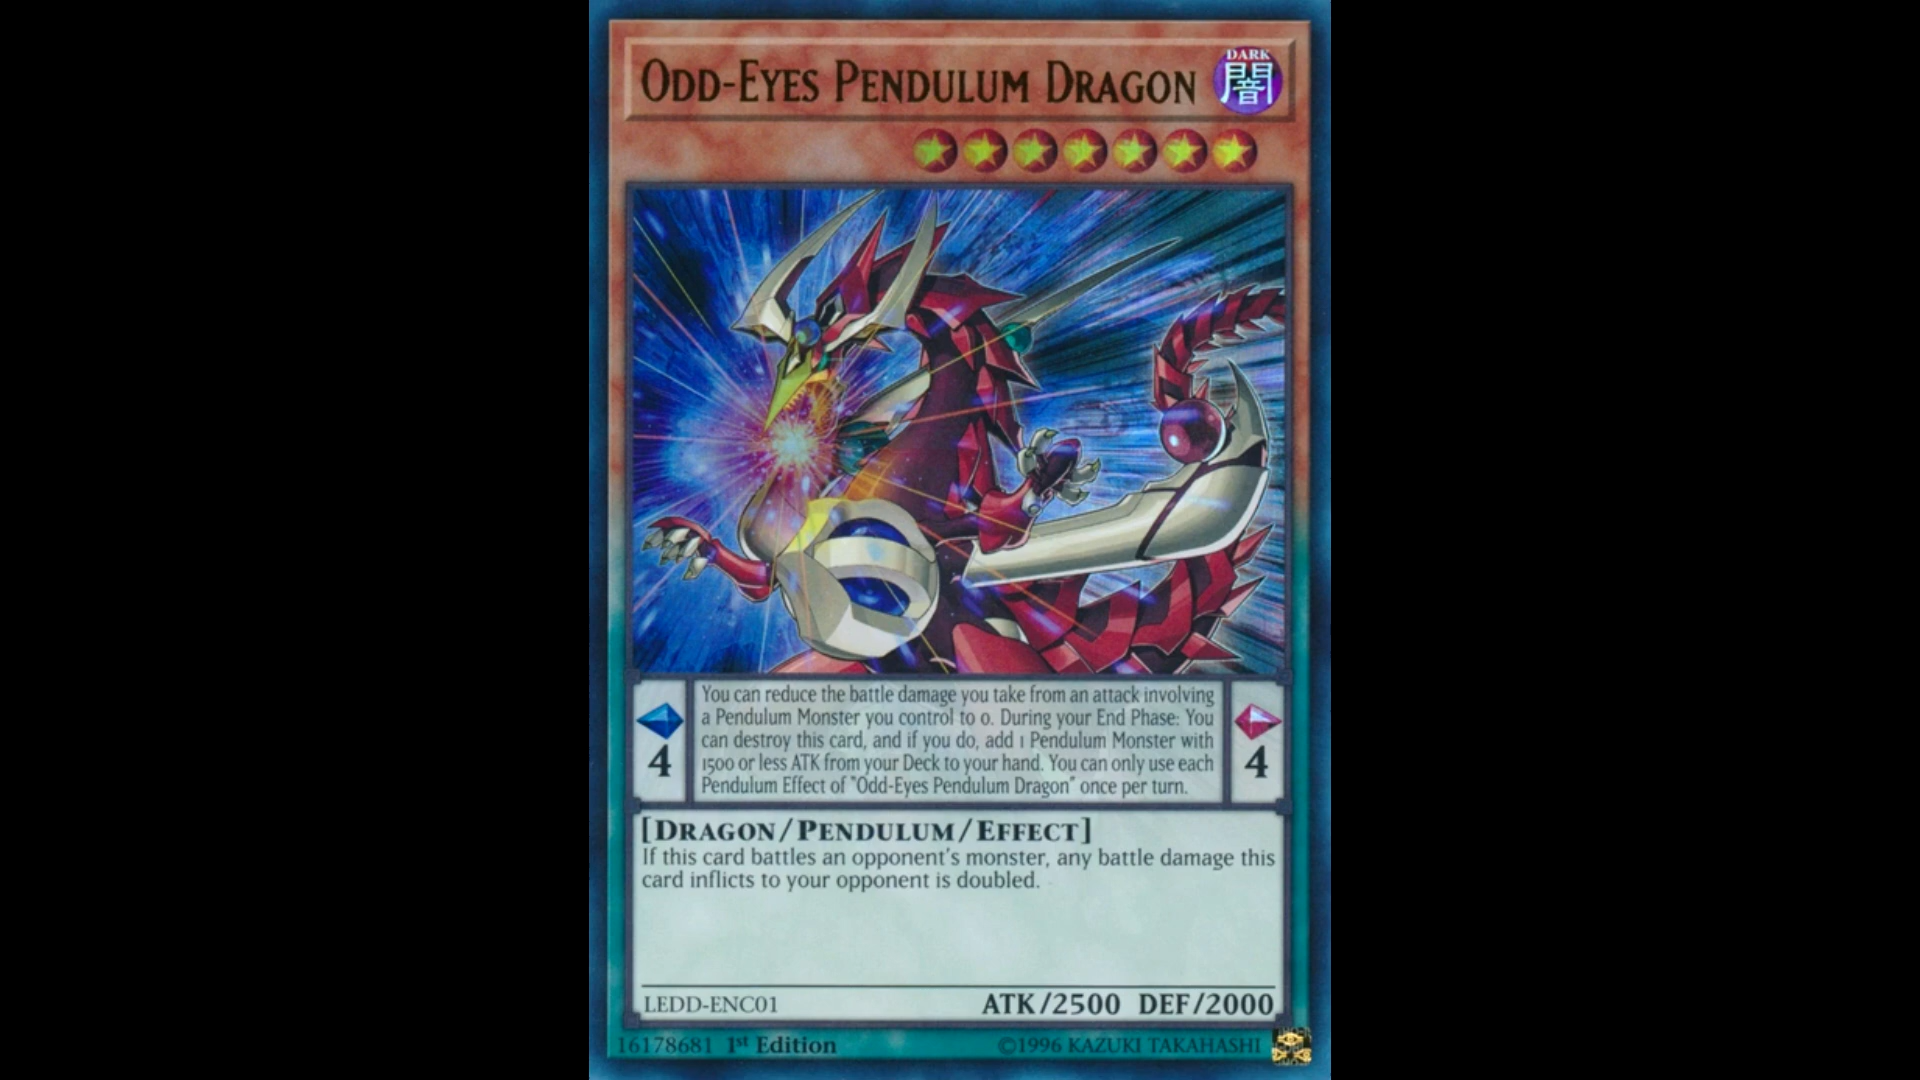 ODD-EYES PENDULUM DRAGON
DARK
闇
You can reduce the battle damage you take from an attack involving
a Pendulum Monster you control to 0. During your End Phase: You
can destroy this card, and if you do, add 1 Pendulum Monster with
1500 or less ATK from your Deck to your hand. You can only use each
Pendulum Effect of "Odd-Eyes Pendulum Dragon" once per turn.
4
4
[DRAGON/PENDULUM/EFFECT]
If this card battles an opponent's monster, any battle damage this
card inflicts to your opponent is doubled.
LEDD-ENC01
ATK/2500 DEF/2000
16178681 1st Edition
©1996 KAZUKI TAKAHASHI